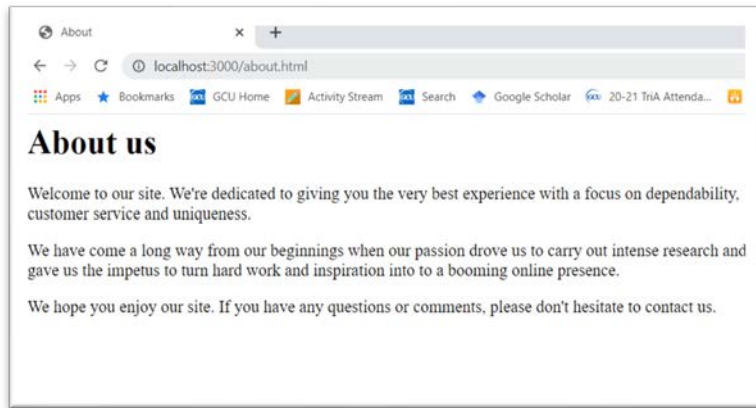 About
localhost:3000/about.html
Apps Bookmarks GCU Home Activity Stream Search Google Scholar 20-21 TriA Attenda...
About us
Welcome to our site. We're dedicated to giving you the very best experience with a focus on dependability,
customer service and uniqueness.
We have come a long way from our beginnings when our passion drove us to carry out intense research and
gave us the impetus to turn hard work and inspiration into to a booming online presence.
We hope you enjoy our site. If you have any questions or comments, please don't hesitate to contact us.